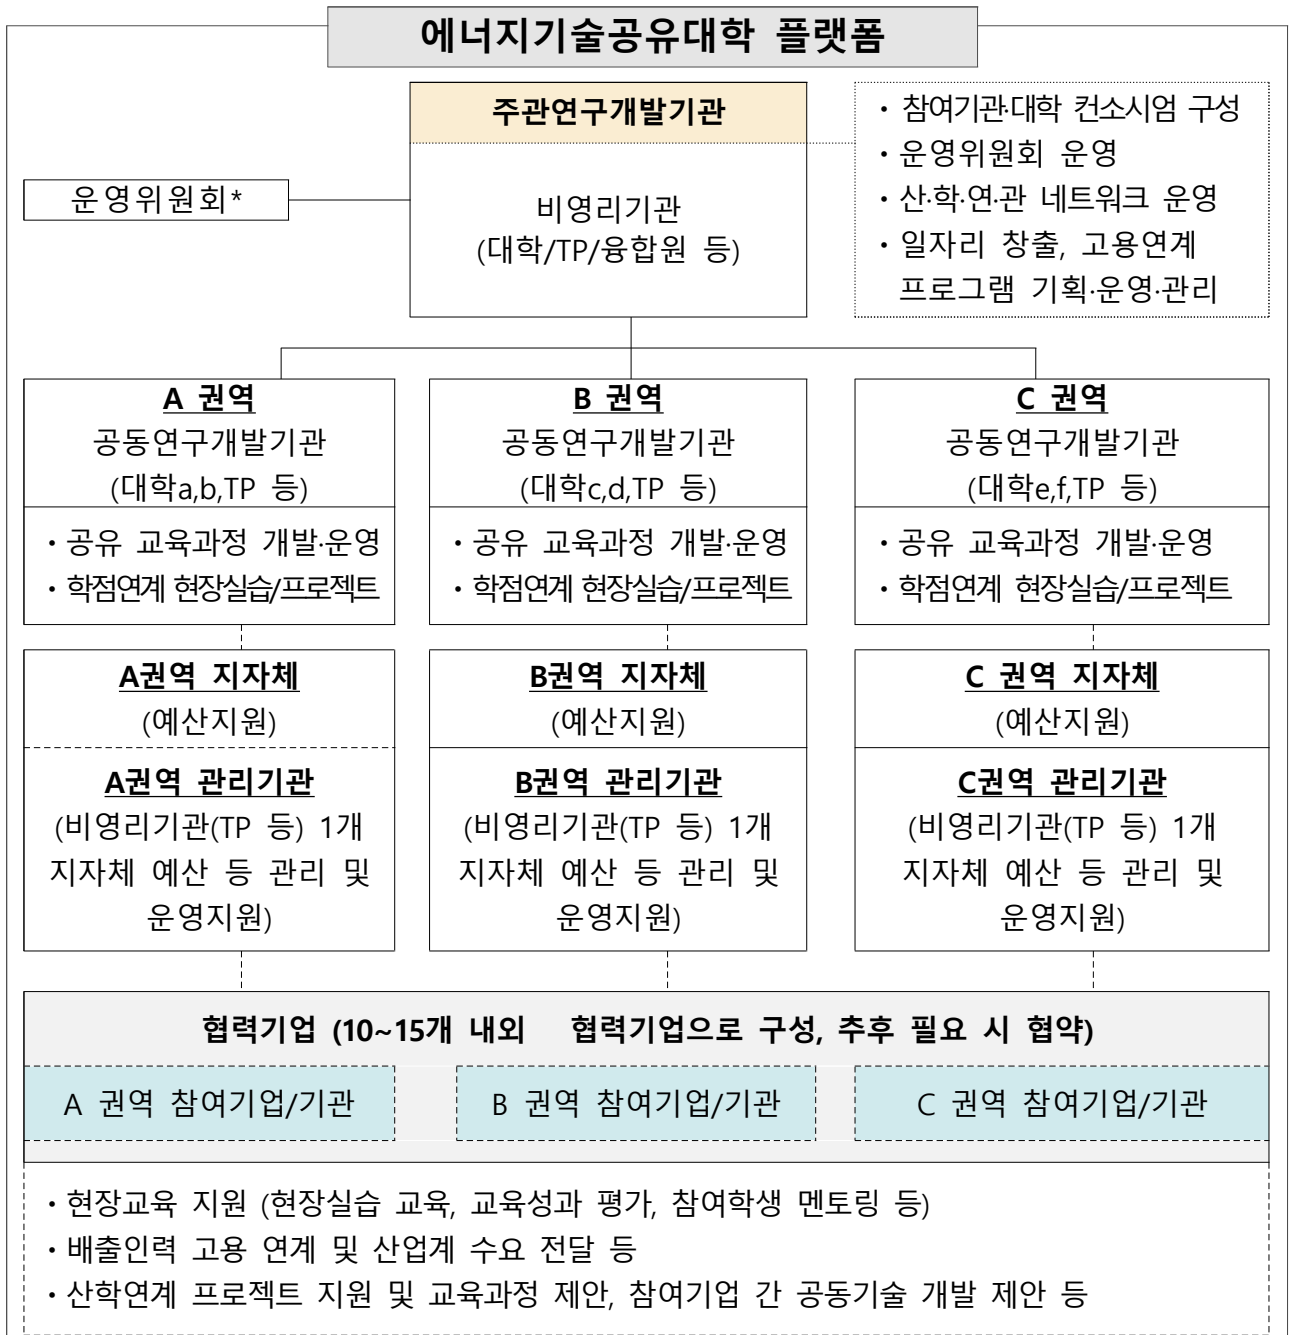 에너지기술공유대학 플랫폼
주관연구개발기관
비영리기관
(대학/TP/융합원 등)
운영위원회*
· 참여기관·대학 컨소시엄 구성
· 운영위원회 운영
· 산·학·연·관 네트워크 운영
· 일자리 창출, 고용연계
프로그램 기획·운영·관리
A 권역
공동연구개발기관
(대학a,b,TP 등)
· 공유 교육과정 개발·운영
· 학점연계 현장실습/프로젝트
B 권역
공동연구개발기관
(대학c,d,TP 등)
· 공유 교육과정 개발·운영
· 학점연계 현장실습/프로젝트
C 권역
공동연구개발기관
(대학e,f,TP 등)
· 공유 교육과정 개발·운영
· 학점연계 현장실습/프로젝트
A권역 지자체
(예산지원)
A권역 관리기관
(비영리기관(TP 등) 1개
지자체 예산 등 관리 및
운영지원)
B권역 지자체
(예산지원)
B권역 관리기관
(비영리기관(TP 등) 1개
지자체 예산 등 관리 및
운영지원)
C 권역 지자체
(예산지원)
C권역 관리기관
(비영리기관(TP 등) 1개
지자체 예산 등 관리 및
운영지원)
협력기업 (10~15개 내외 협력기업으로 구성, 추후 필요 시 협약)
A 권역 참여기업/기관
B 권역 참여기업/기관
C 권역 참여기업/기관
· 현장교육 지원 (현장실습 교육, 교육성과 평가, 참여학생 멘토링 등)
· 배출인력 고용 연계 및 산업계 수요 전달 등
· 산학연계 프로젝트 지원 및 교육과정 제안, 참여기업 간 공동기술 개발 제안 등